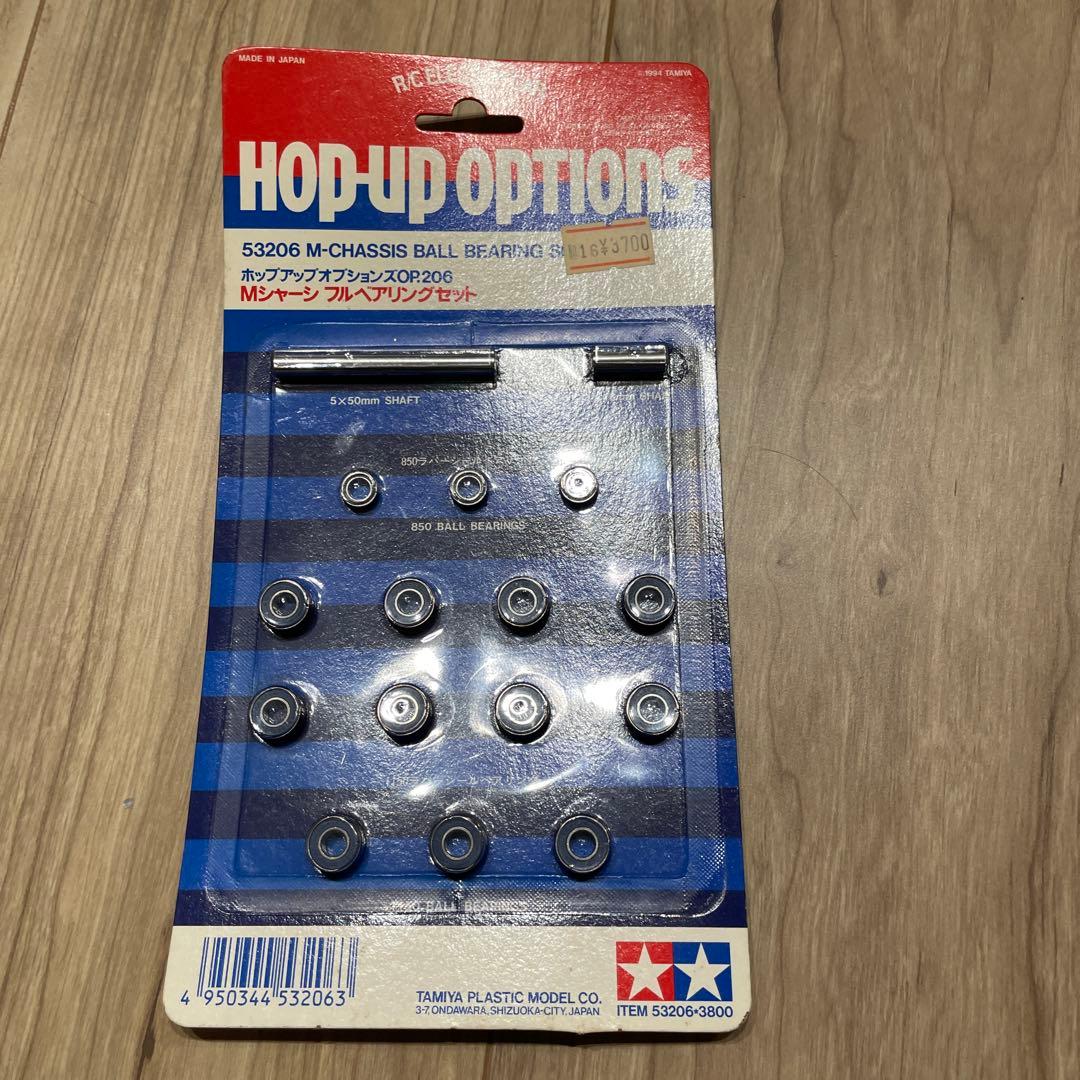 MADE IN JAPAN
©1994 TAMIYA
R/C
HOP-UP OPTIONS
53206 M-CHASSIS BALL BEARING
16¥3700
ホップアップオプションズOP.206
Mシャーシ フルベアリングセット
5×50mm SHAFT
850 BALL BEARINGS
BALL BEARINGS
4 950344 532063
TAMIYA PLASTIC MODEL CO.
3-7, ONDAWARA, SHIZUOKA-CITY, JAPAN
ITEM 53206★3800